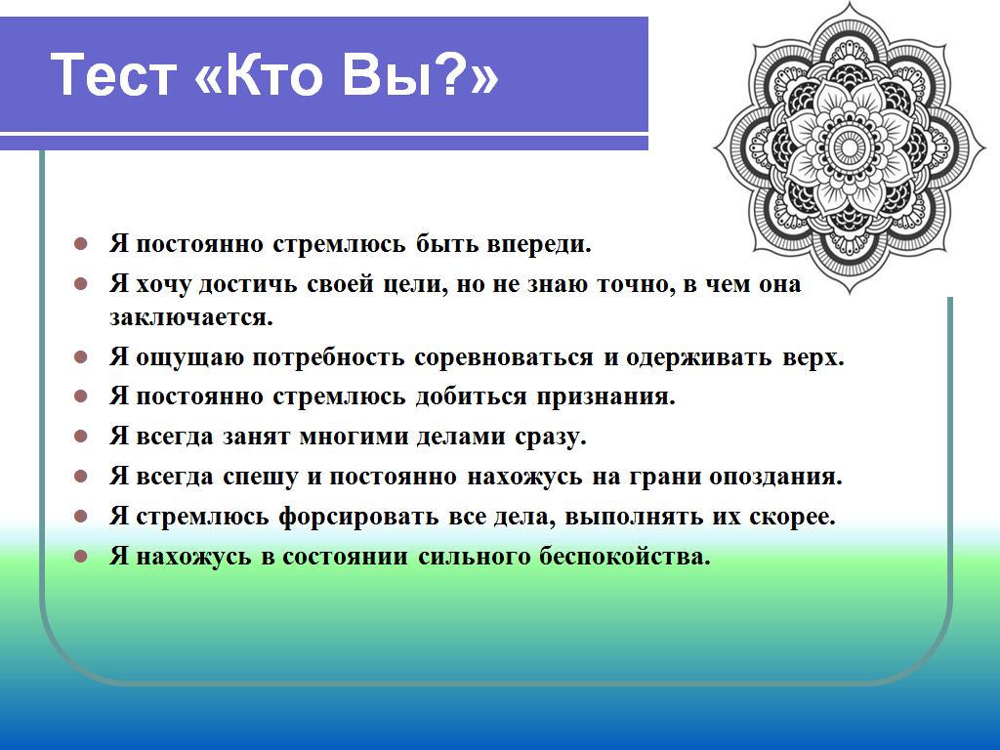 Тест «Кто Вы?»
Я постоянно стремлюсь быть впереди.
Я хочу достичь своей цели, но не знаю точно, в чем она
заключается.
Я ощущаю потребность соревноваться и одерживать верх.
Я постоянно стремлюсь добиться признания.
Я всегда занят многими делами сразу.
Я всегда спешу и постоянно нахожусь на грани опоздания.
Я стремлюсь форсировать все дела, выполнять их скорее.
Я нахожусь в состоянии сильного беспокойства.